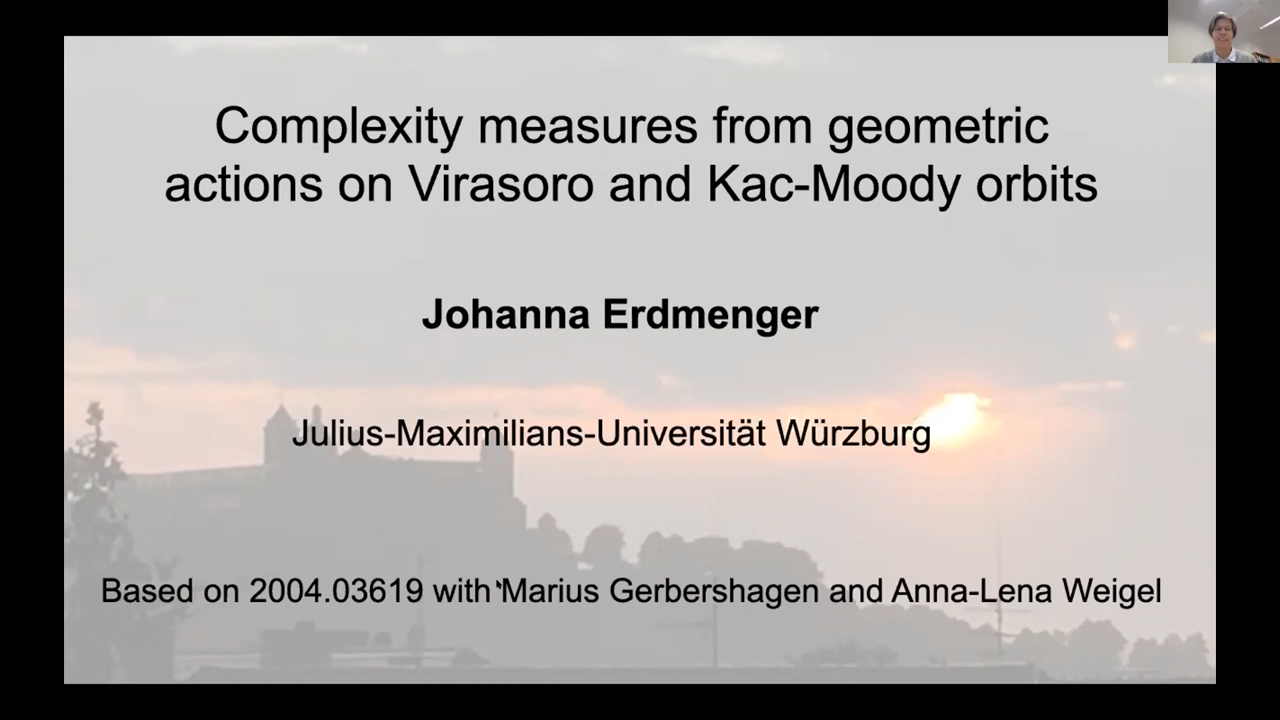 Complexity measures from geometric
actions on Virasoro and Kac-Moody orbits
Johanna Erdmenger
Julius-Maximilians-Universität Würzburg
Based on 2004.03619 with Marius Gerbershagen and Anna-Lena Weigel